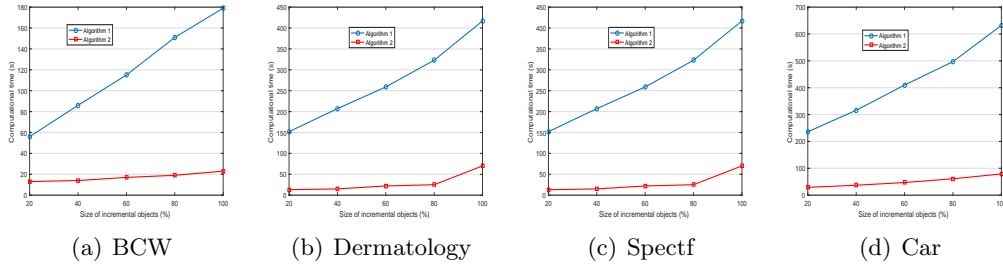 Computational time (s)
180
160
140
120
100
80
60
40
20
0
Algorithm 1
Algorithm 2
20 40 60 80 100
Size of incremental objects (%)
(a) BCW
Computational time (s)
450
400
350
300
250
200
150
100
50
0
Algorithm 1
Algorithm 2
20 40 60 80 100
Size of incremental objects (%)
(b) Dermatology
Computational time (s)
450
400
350
300
250
200
150
100
50
0
Algorithm 1
Algorithm 2
20 40 60 80 100
Size of incremental objects (%)
(c) Spectf
Computational time (s)
700
600
500
400
300
200
100
0
Algorithm 1
Algorithm 2
20 40 60 80 100
Size of incremental objects (%)
(d) Car